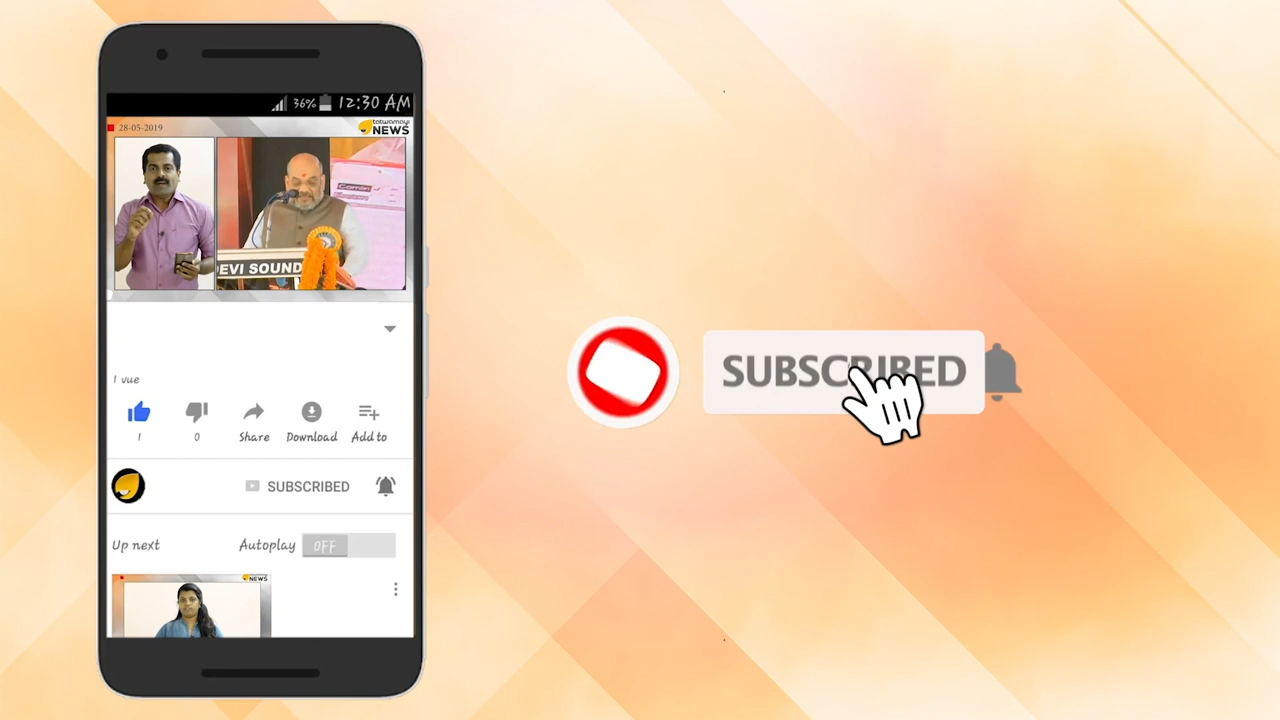 36% 12:30 AM
28-05-2019
tatwamayi
NEWS
DEVI SOUND
1 vue
1 0 Share Download Add to
SUBSCRIBED
Up next Autoplay OFF
NEWS
SUBSCRIBED